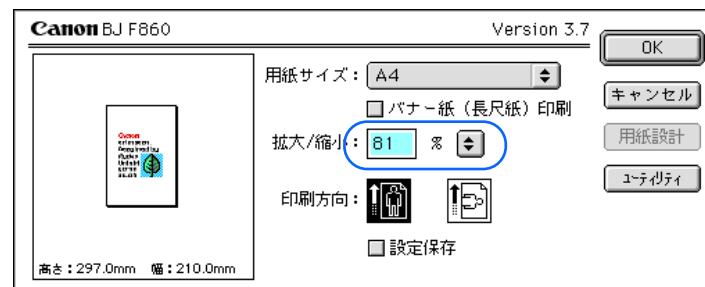 Canon BJ F860
Version 3.7
用紙サイズ： A4
バナー紙（長尺紙）印刷
拡大/縮小： 81 %
印刷方向：
設定保存
OK
キャンセル
用紙設計
ユーティリティ
Canon
高さ：297.0mm 幅：210.0mm